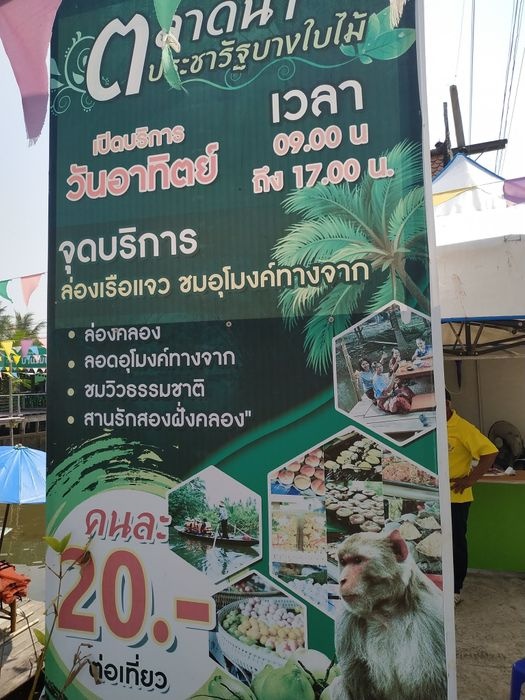 ตลาดน้ำ
ประชารัฐบางใบไม้
เปิดบริการ
วันอาทิตย์
เวลา
09.00 น
ถึง 17.00 น.
จุดบริการ
ล่องเรือแจว ชมอุโมงค์ทางจาก
• ล่องคลอง
• ลอดอุโมงค์ทางจาก
• ชมวิวธรรมชาติ
• สานรักสองฝั่งคลอง"
คนละ
20.-
ต่อเที่ยว